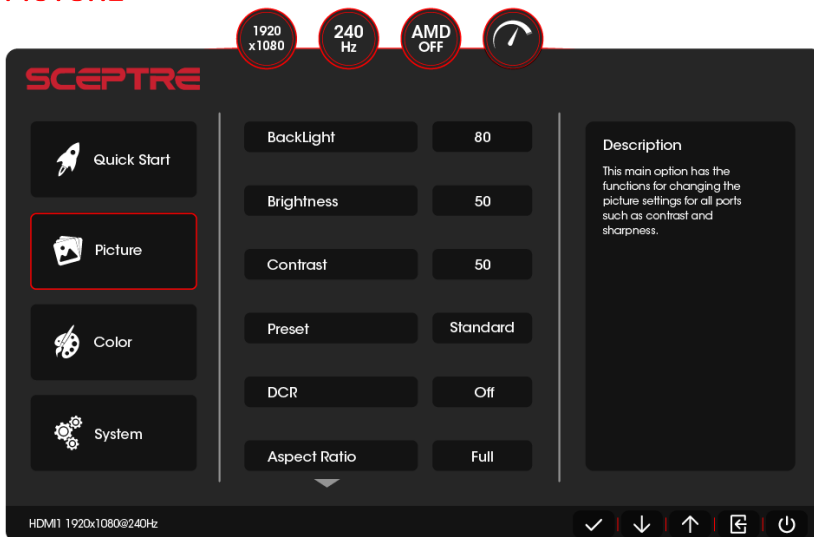 1920
x1080
240
Hz
AMD
OFF
SCEPTRE
Quick Start
Picture
Color
System
BackLight 80
Brightness 50
Contrast 50
Preset Standard
DCR Off
Aspect Ratio Full
Description
This main option has the
functions for changing the
picture settings for all ports
such as contrast and
sharpness.
HDMI1 1920x1080@240Hz